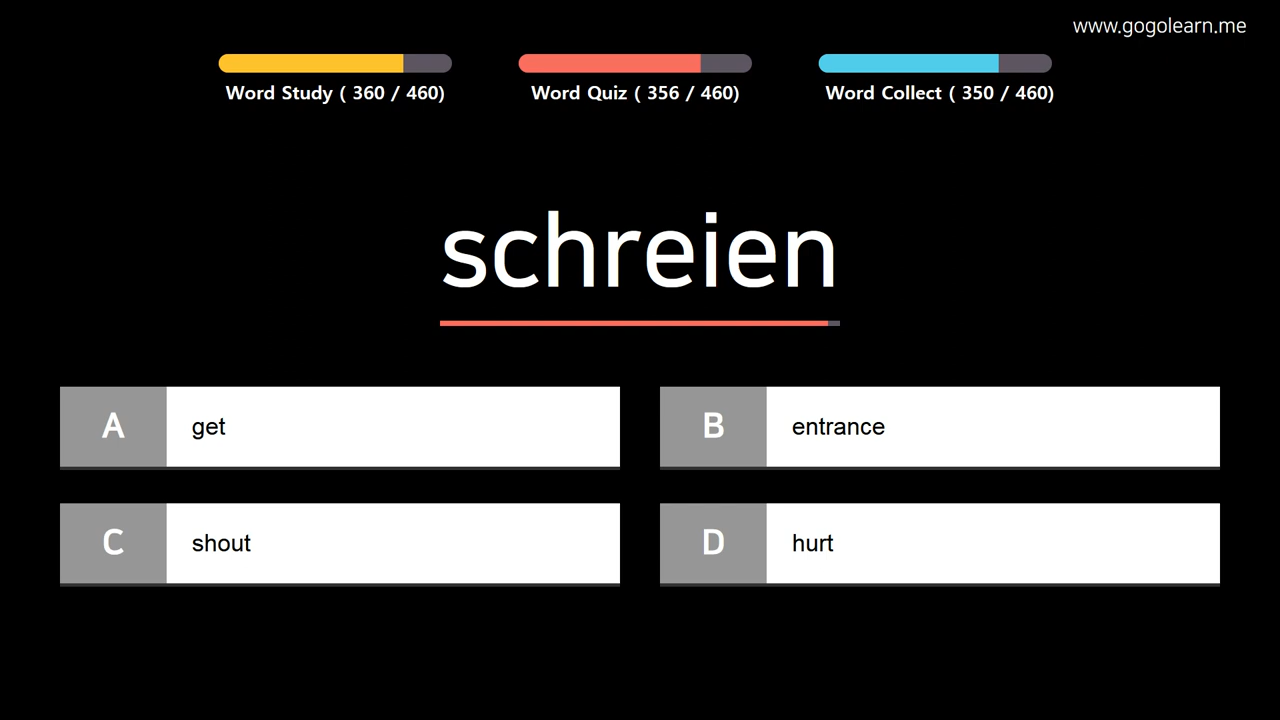 www.gogolearn.me
Word Study ( 360 / 460)
Word Quiz ( 356 / 460)
Word Collect ( 350 / 460)
schreien
A get
B entrance
C shout
D hurt